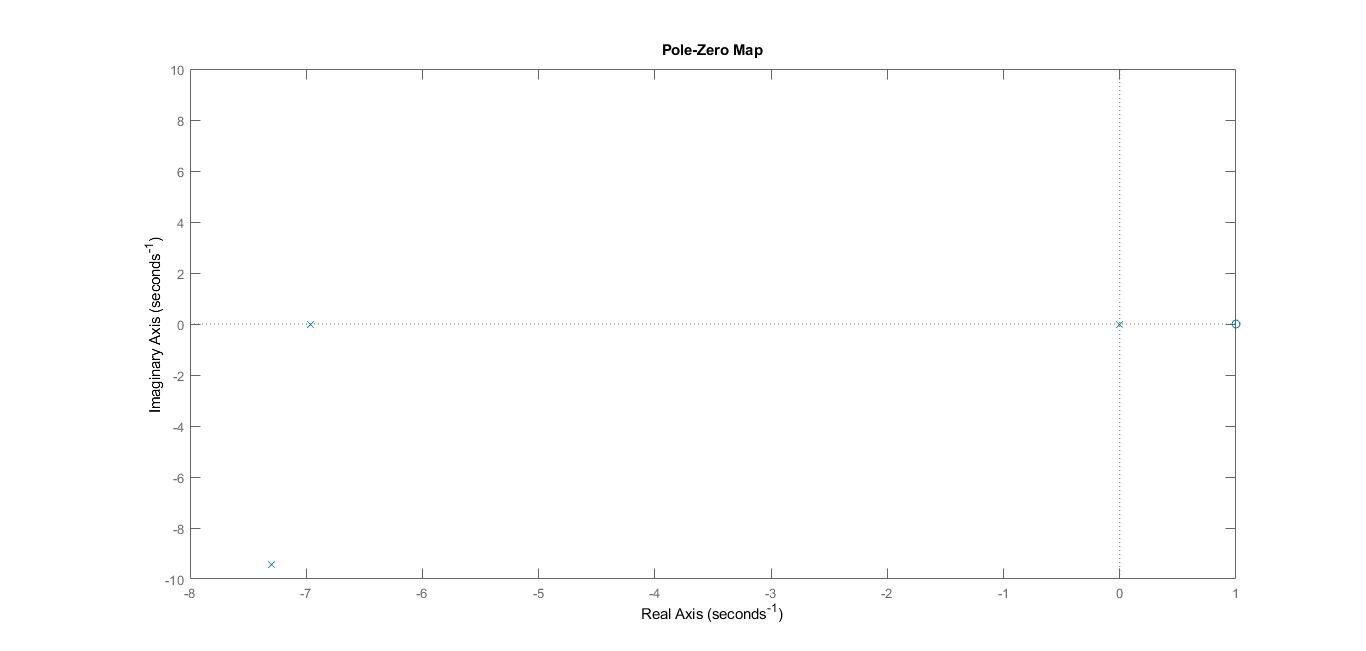 Pole-Zero Map
10
8
6
4
2
0
-2
-4
-6
-8
-10
Imaginary Axis (seconds⁻¹)
-8 -7 -6 -5 -4 -3 -2 -1 0 1
Real Axis (seconds⁻¹)